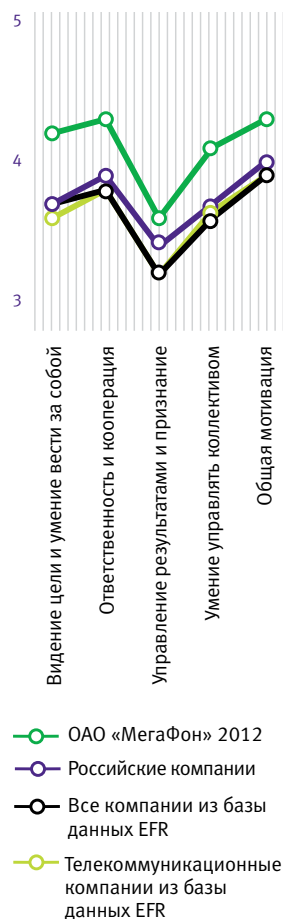 5
4
3
Видение цели и умение вести за собой
Ответственность и кооперация
Управление результатами и признание
Умение управлять коллективом
Общая мотивация
ОАО «МегаФон» 2012
Российские компании
Все компании из базы
данных EFR
Телекоммуникационные
компании из базы
данных EFR